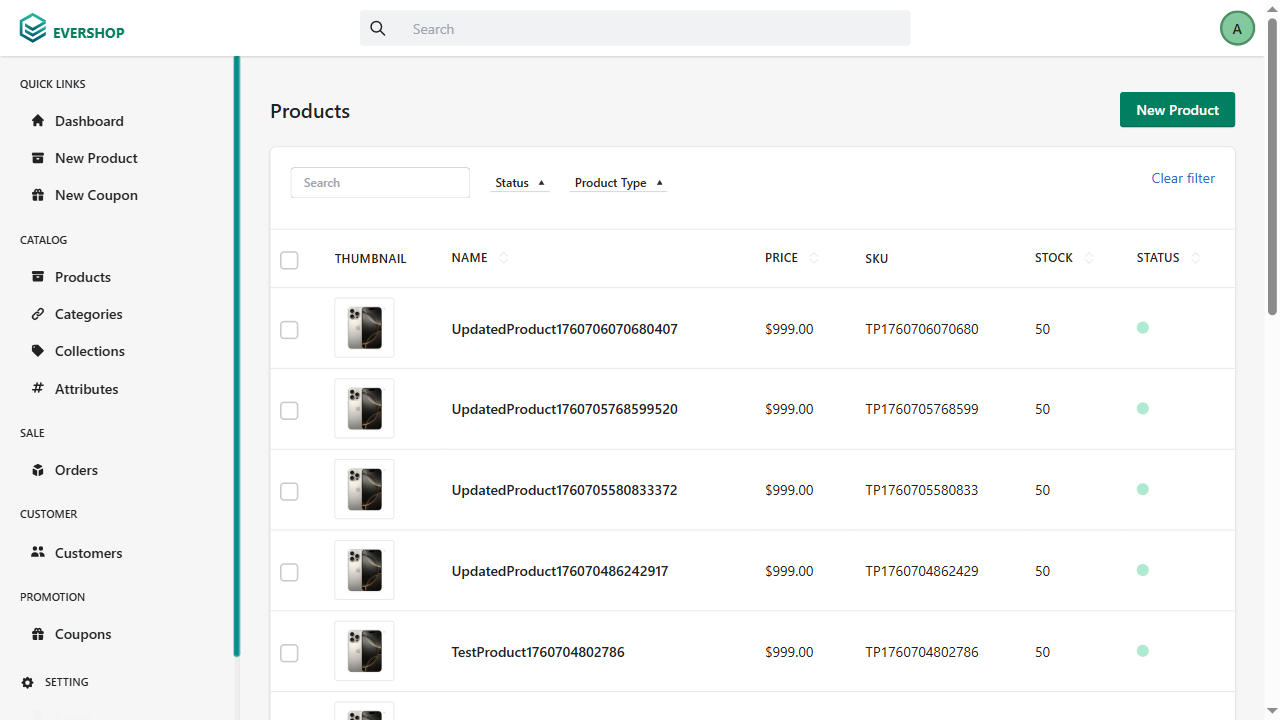 EVERSHOP
Search
A
QUICK LINKS
Dashboard
New Product
New Coupon
CATALOG
Products
Categories
Collections
Attributes
SALE
Orders
CUSTOMER
Customers
PROMOTION
Coupons
SETTING
Products
New Product
Search
Status
Product Type
Clear filter
THUMBNAIL NAME PRICE SKU STOCK STATUS
UpdatedProduct1760706070680407 $999.00 TP1760706070680 50
UpdatedProduct1760705768599520 $999.00 TP1760705768599 50
UpdatedProduct1760705580833372 $999.00 TP1760705580833 50
UpdatedProduct176070486242917 $999.00 TP1760704862429 50
TestProduct1760704802786 $999.00 TP1760704802786 50